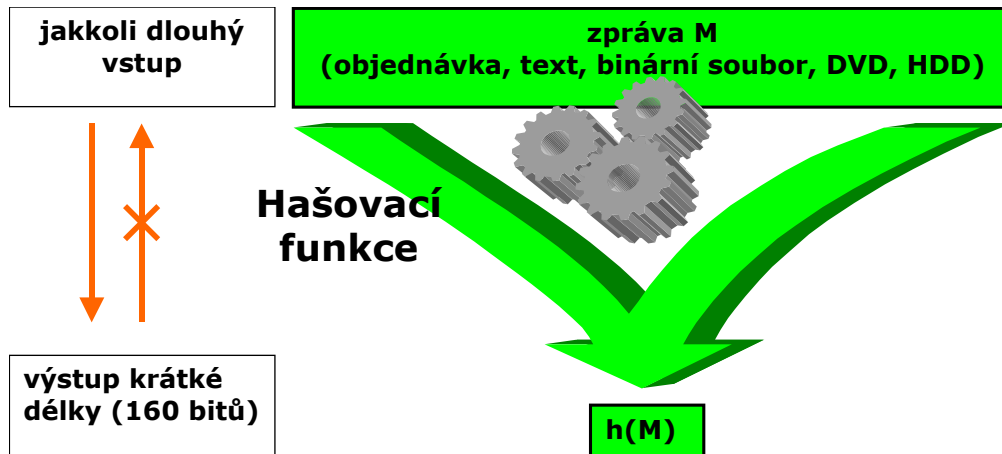 jakkoli dlouhý
vstup
zpráva M
(objednávka, text, binární soubor, DVD, HDD)
Hašovací
funkce
výstup krátké
délky (160 bitů)
h(M)